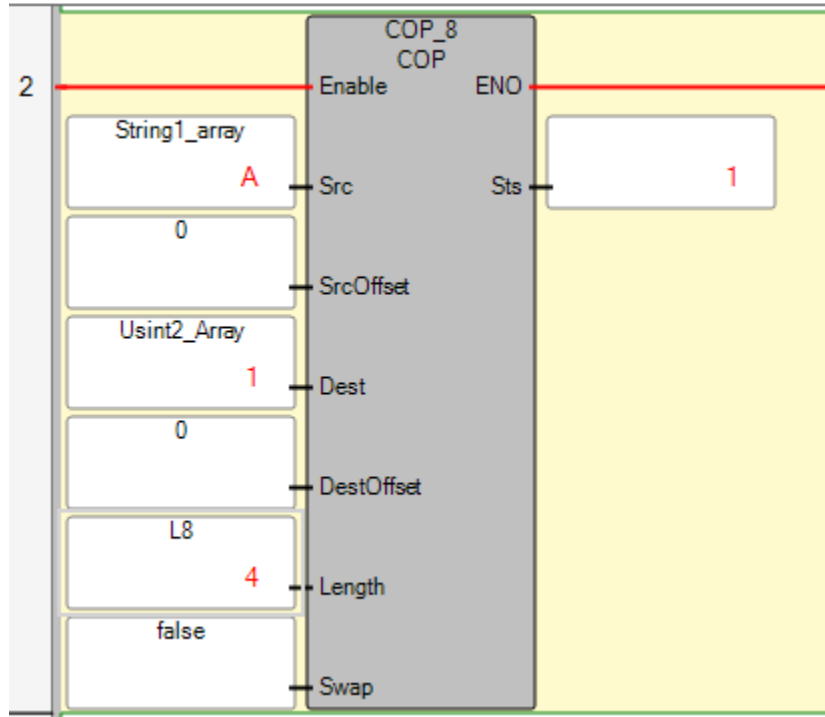 COP_8
COP
2
Enable ENO
String1_array
A Src Sts 1
0
SrcOffset
Usint2_Array
1 Dest
0
DestOffset
L8
4 Length
false
Swap